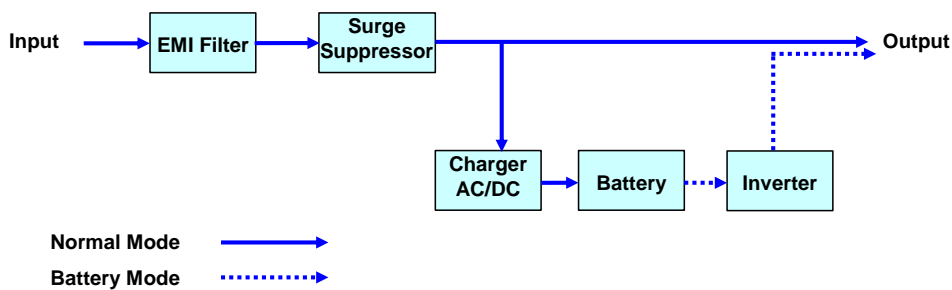 Input
EMI Filter
Surge
Suppressor
Output
Charger
AC/DC
Battery
Inverter
Normal Mode
Battery Mode